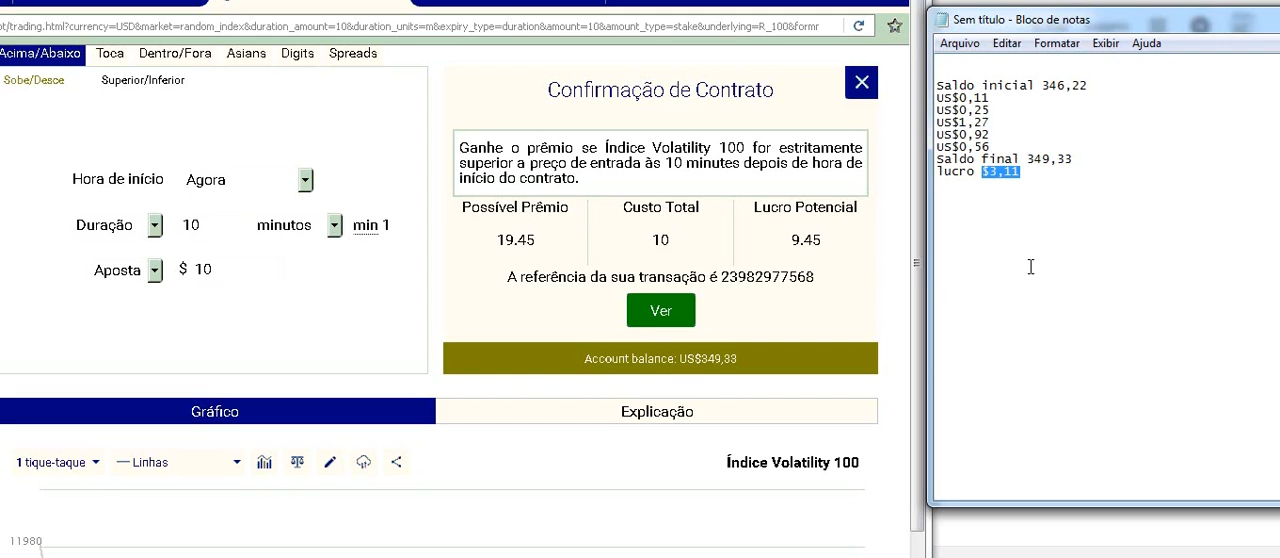 ot/trading.html?currency=USD&market=random_index&duration_amount=10&duration_units=m&expiry_type=duration&amount=10&amount_type=stake&underlying=R_100&formr
Acima/Abaixo Toca Dentro/Fora Asians Digits Spreads
Sobe/Desce Superior/Inferior
Hora de início Agora
Duração 10 minutos min 1
Aposta $ 10
Confirmação de Contrato
Ganhe o prêmio se Índice Volatility 100 for estritamente
superior a preço de entrada às 10 minutos depois de hora de
início do contrato.
Possível Prêmio Custo Total Lucro Potencial
19.45 10 9.45
A referência da sua transação é 23982977568
Ver
Account balance: US$349,33
Gráfico Explicação
1 tique-taque Linhas
Índice Volatility 100
11980
Sem título - Bloco de notas
Arquivo Editar Formatar Exibir Ajuda
Saldo inicial 346,22
US$0,11
US$0,25
US$1,27
US$0,92
US$0,56
Saldo final 349,33
lucro $3,11